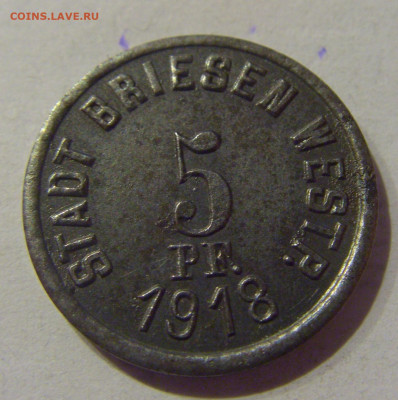 COINS.LAVE.RU
STADT BRIESEN WESTP.
5
PF.
1918